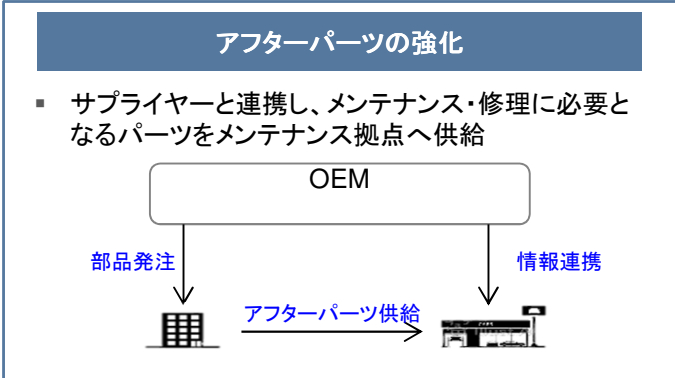 アフターパーツの強化
▪ サプライヤーと連携し、メンテナンス・修理に必要と
なるパーツをメンテナンス拠点へ供給
OEM
部品発注
情報連携
アフターパーツ供給